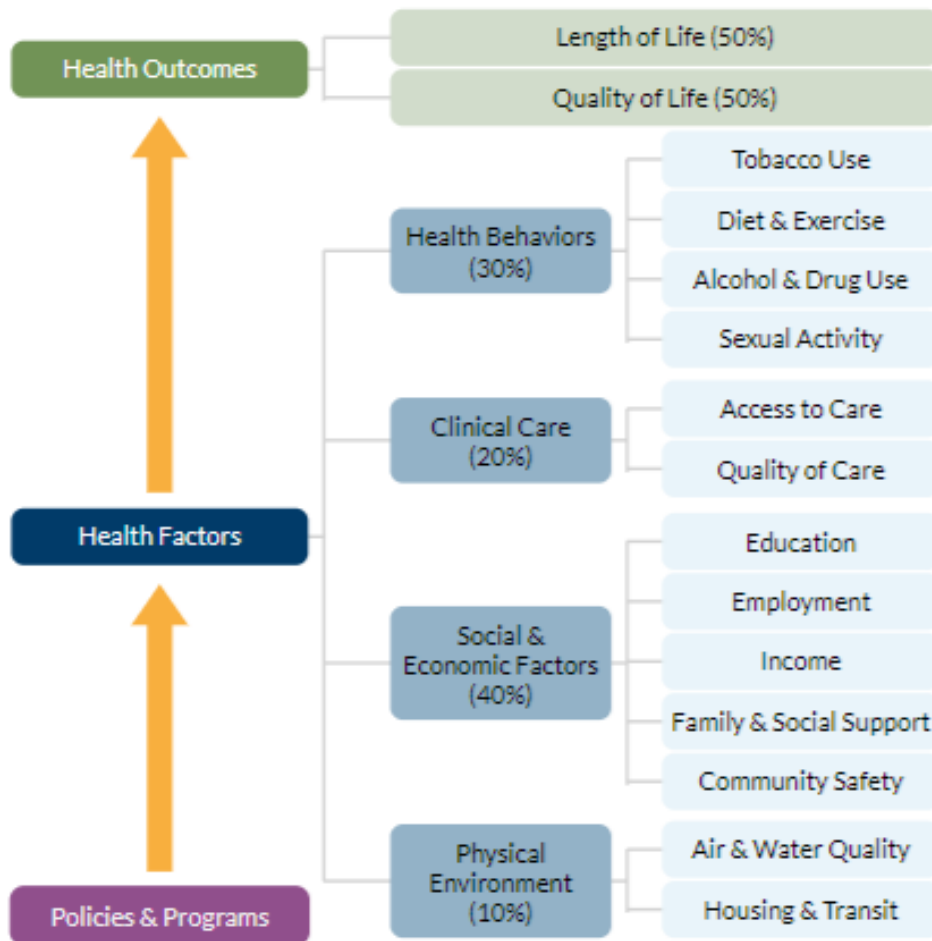 Health Outcomes
Length of Life (50%)
Quality of Life (50%)
Health Factors
Health Behaviors
(30%)
Tobacco Use
Diet & Exercise
Alcohol & Drug Use
Sexual Activity
Clinical Care
(20%)
Access to Care
Quality of Care
Social &
Economic Factors
(40%)
Education
Employment
Income
Family & Social Support
Community Safety
Physical
Environment
(10%)
Air & Water Quality
Housing & Transit
Policies & Programs